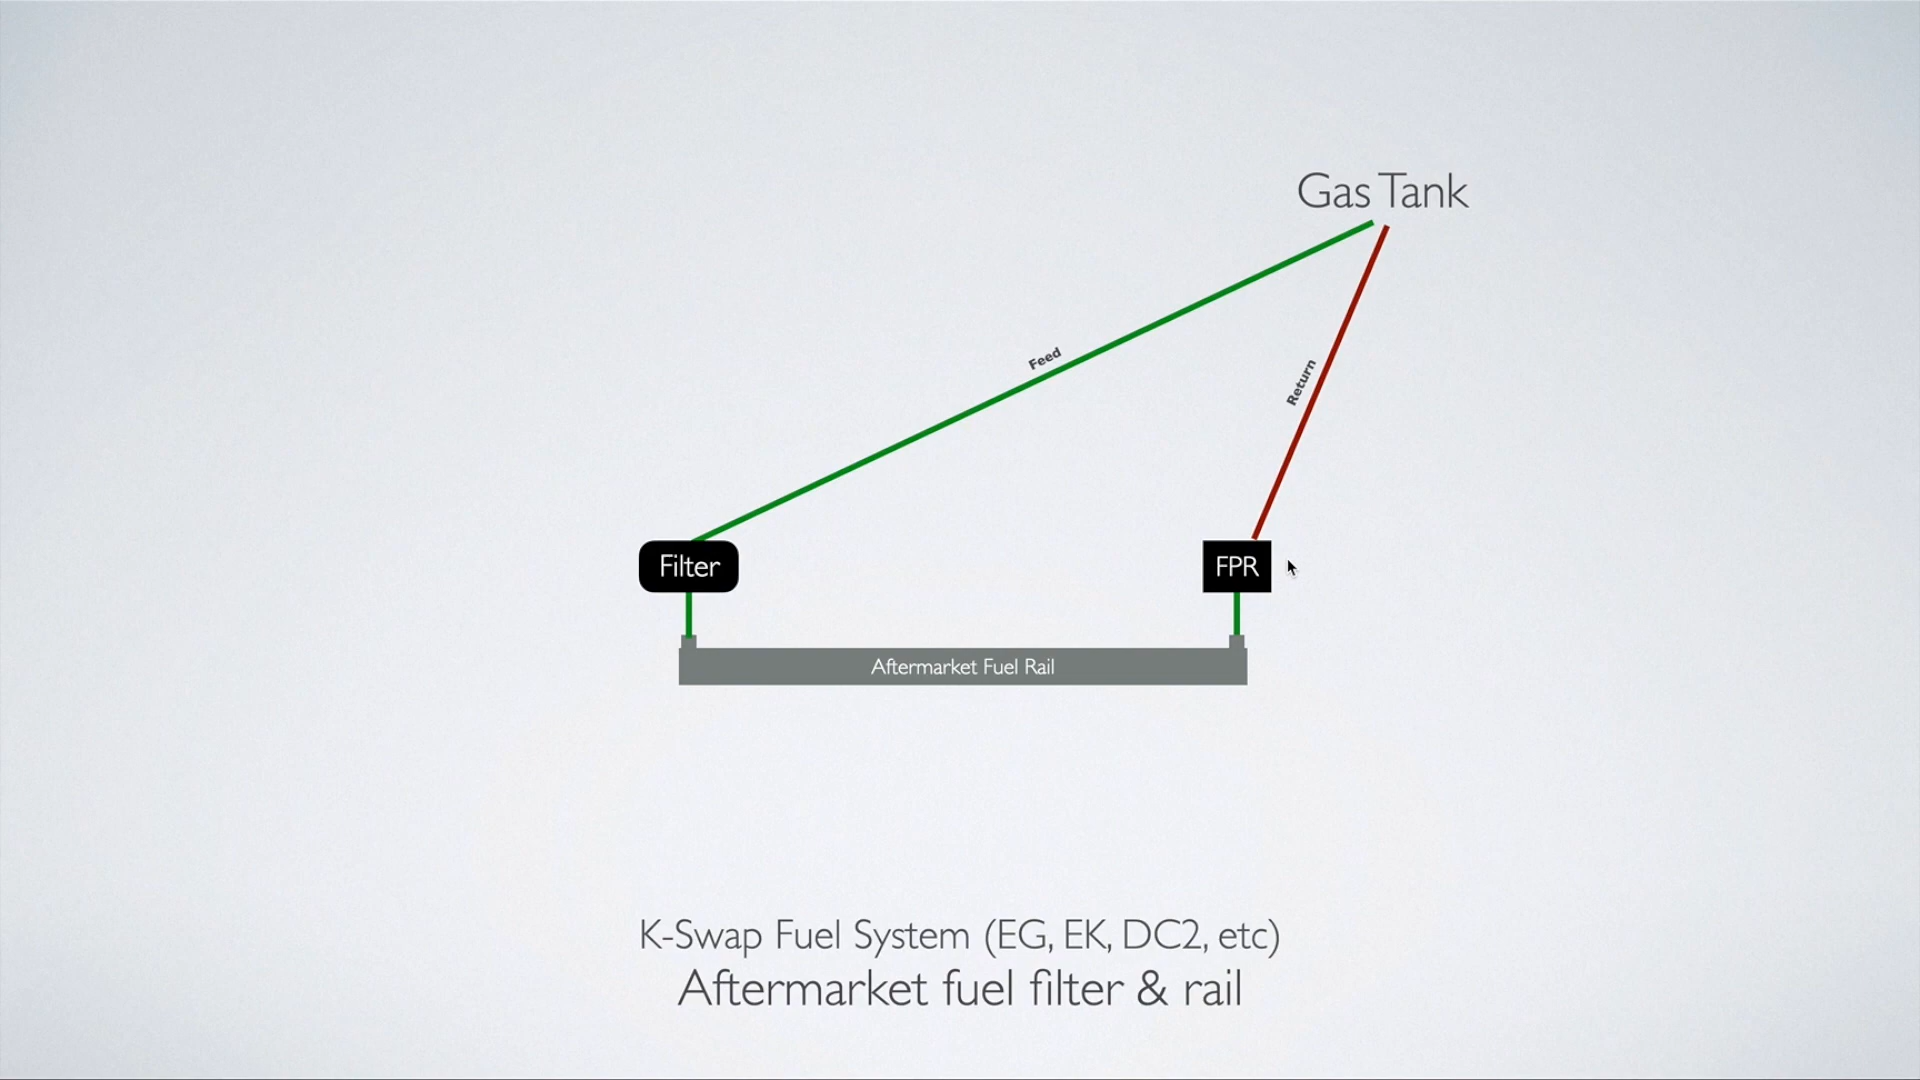 Gas Tank
Feed
Return
Filter
FPR
Aftermarket Fuel Rail
K-Swap Fuel System (EG, EK, DC2, etc)
Aftermarket fuel filter & rail